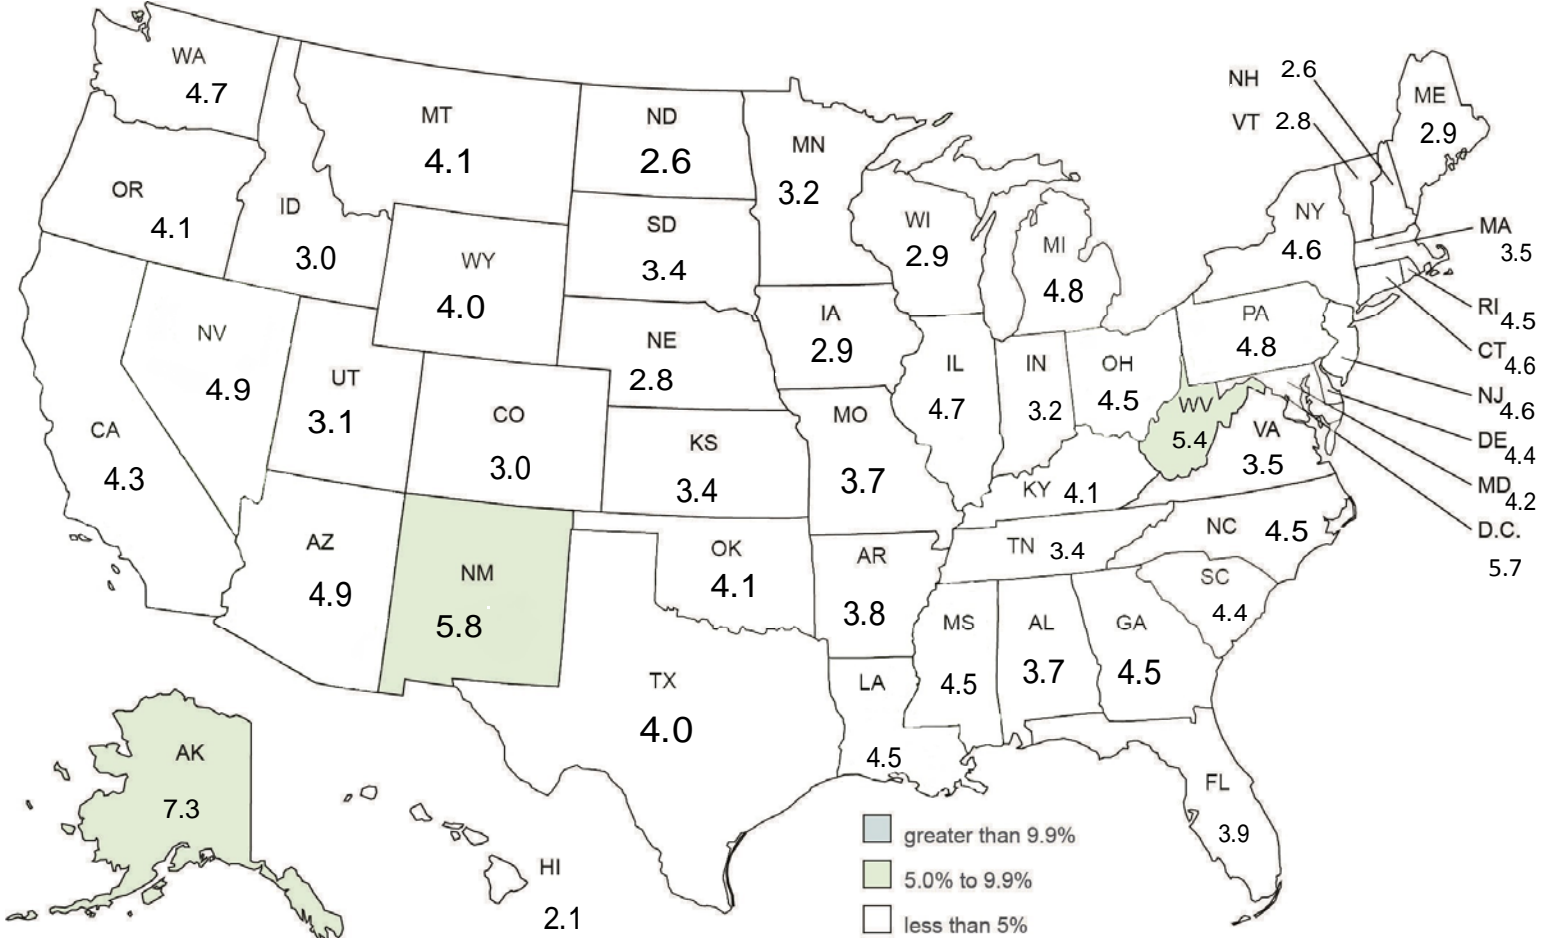 WA
4.7
OR
4.1
CA
4.3
NV
4.9
ID
3.0
MT
4.1
WY
4.0
UT
3.1
CO
3.0
AZ
4.9
NM
5.8
ND
2.6
SD
3.4
NE
2.8
KS
3.4
OK
4.1
TX
4.0
MN
3.2
IA
2.9
MO
3.7
AR
3.8
LA
4.5
WI
2.9
IL
4.7
MI
4.8
IN
3.2
OH
4.5
KY 4.1
TN 3.4
MS
4.5
AL
3.7
GA
4.5
FL
3.9
SC
4.4
NC 4.5
VA
3.5
WV
5.4
PA
4.8
NY
4.6
NH 2.6
VT 2.8
ME
2.9
MA
3.5
RI 4.5
CT 4.6
NJ 4.6
DE 4.4
MD 4.2
D.C.
5.7
AK
7.3
HI
2.1
greater than 9.9%
5.0% to 9.9%
less than 5%